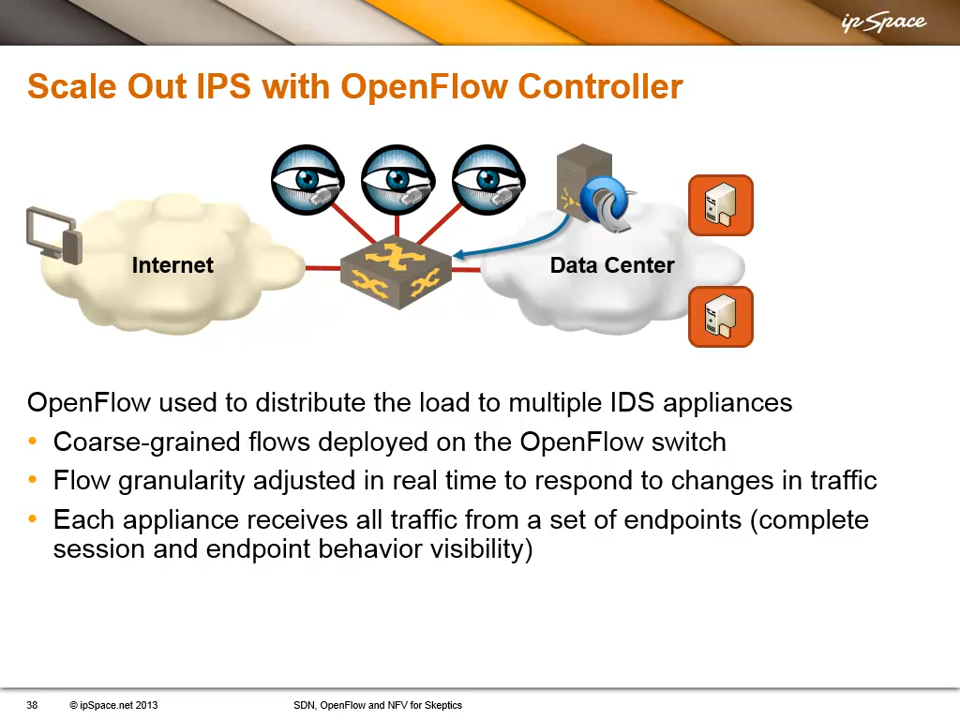 ipSpace
Scale Out IPS with OpenFlow Controller
Internet
Data Center
OpenFlow used to distribute the load to multiple IDS appliances
• Coarse-grained flows deployed on the OpenFlow switch
• Flow granularity adjusted in real time to respond to changes in traffic
• Each appliance receives all traffic from a set of endpoints (complete
session and endpoint behavior visibility)
38 © ipSpace.net 2013 SDN, OpenFlow and NFV for Skeptics